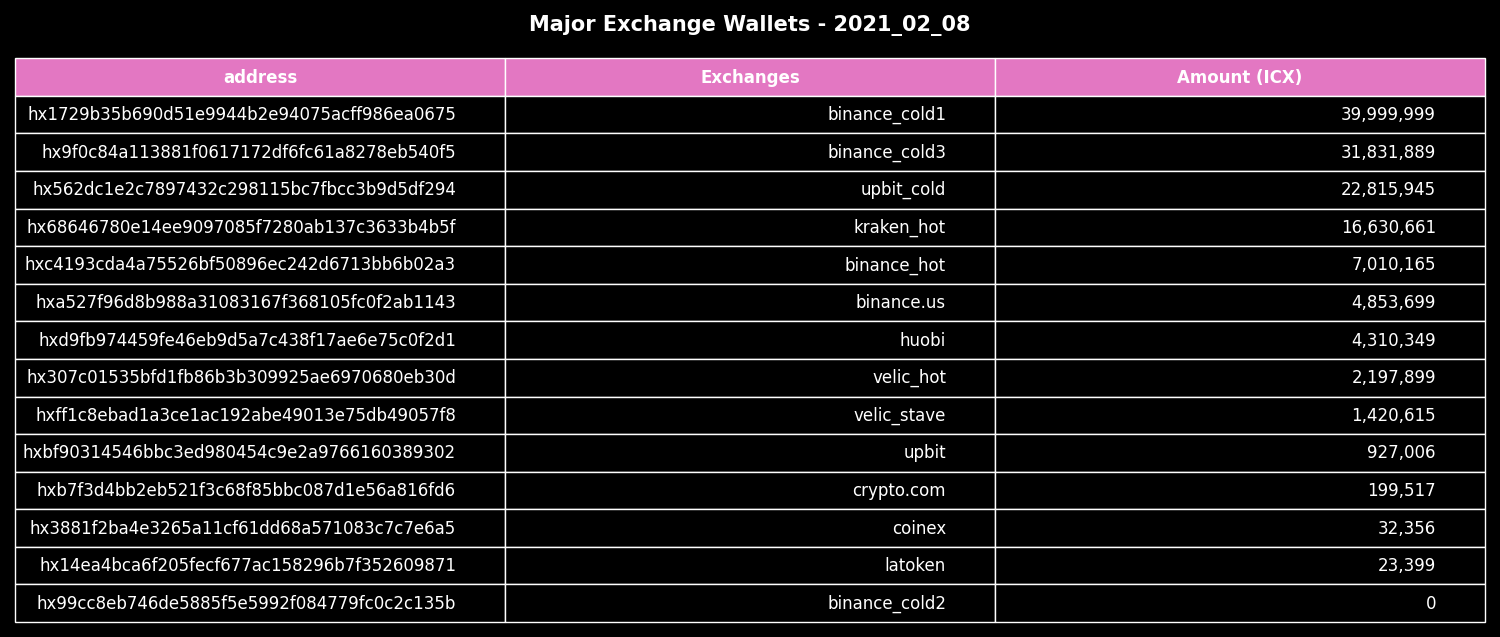 Major Exchange Wallets - 2021_02_08
address Exchanges Amount (ICX)
hx1729b35b690d51e9944b2e94075acff986ea0675 binance_cold1 39,999,999
hx9f0c84a113881f0617172df6fc61a8278eb540f5 binance_cold3 31,831,889
hx562dc1e2c7897432c298115bc7fbcc3b9d5df294 upbit_cold 22,815,945
hx68646780e14ee9097085f7280ab137c3633b4b5f kraken_hot 16,630,661
hxc4193cda4a75526bf50896ec242d6713bb6b02a3 binance_hot 7,010,165
hxa527f96d8b988a31083167f368105fc0f2ab1143 binance.us 4,853,699
hxd9fb974459fe46eb9d5a7c438f17ae6e75c0f2d1 huobi 4,310,349
hx307c01535bfd1fb86b3b309925ae6970680eb30d velic_hot 2,197,899
hxff1c8ebad1a3ce1ac192abe49013e75db49057f8 velic_stave 1,420,615
hxbf90314546bbc3ed980454c9e2a9766160389302 upbit 927,006
hxb7f3d4bb2eb521f3c68f85bbc087d1e56a816fd6 crypto.com 199,517
hx3881f2ba4e3265a11cf61dd68a571083c7c7e6a5 coinex 32,356
hx14ea4bca6f205fecf677ac158296b7f352609871 latoken 23,399
hx99cc8eb746de5885f5e5992f084779fc0c2c135b binance_cold2 0